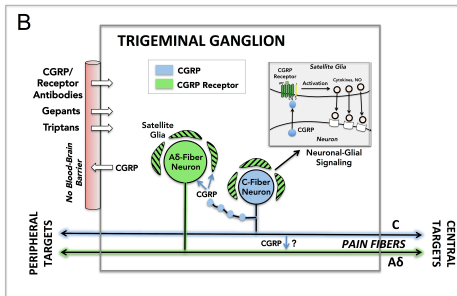 B
TRIGEMINAL GANGLION
CGRP
CGRP Receptor
CGRP/
Receptor
Antibodies
Gepants
Triptans
No Blood-Brain
Barrier
CGRP
Satellite
Glia
Aδ-Fiber
Neuron
CGRP
C-Fiber
Neuron
Satellite Glia
CGRP
Receptor
Activation
Cytokines, NO
CGRP
Neuron
Neuronal-Glial
Signaling
PERIPHERAL
TARGETS
C
CGRP
?
PAIN FIBERS
Aδ
CENTRAL
TARGETS